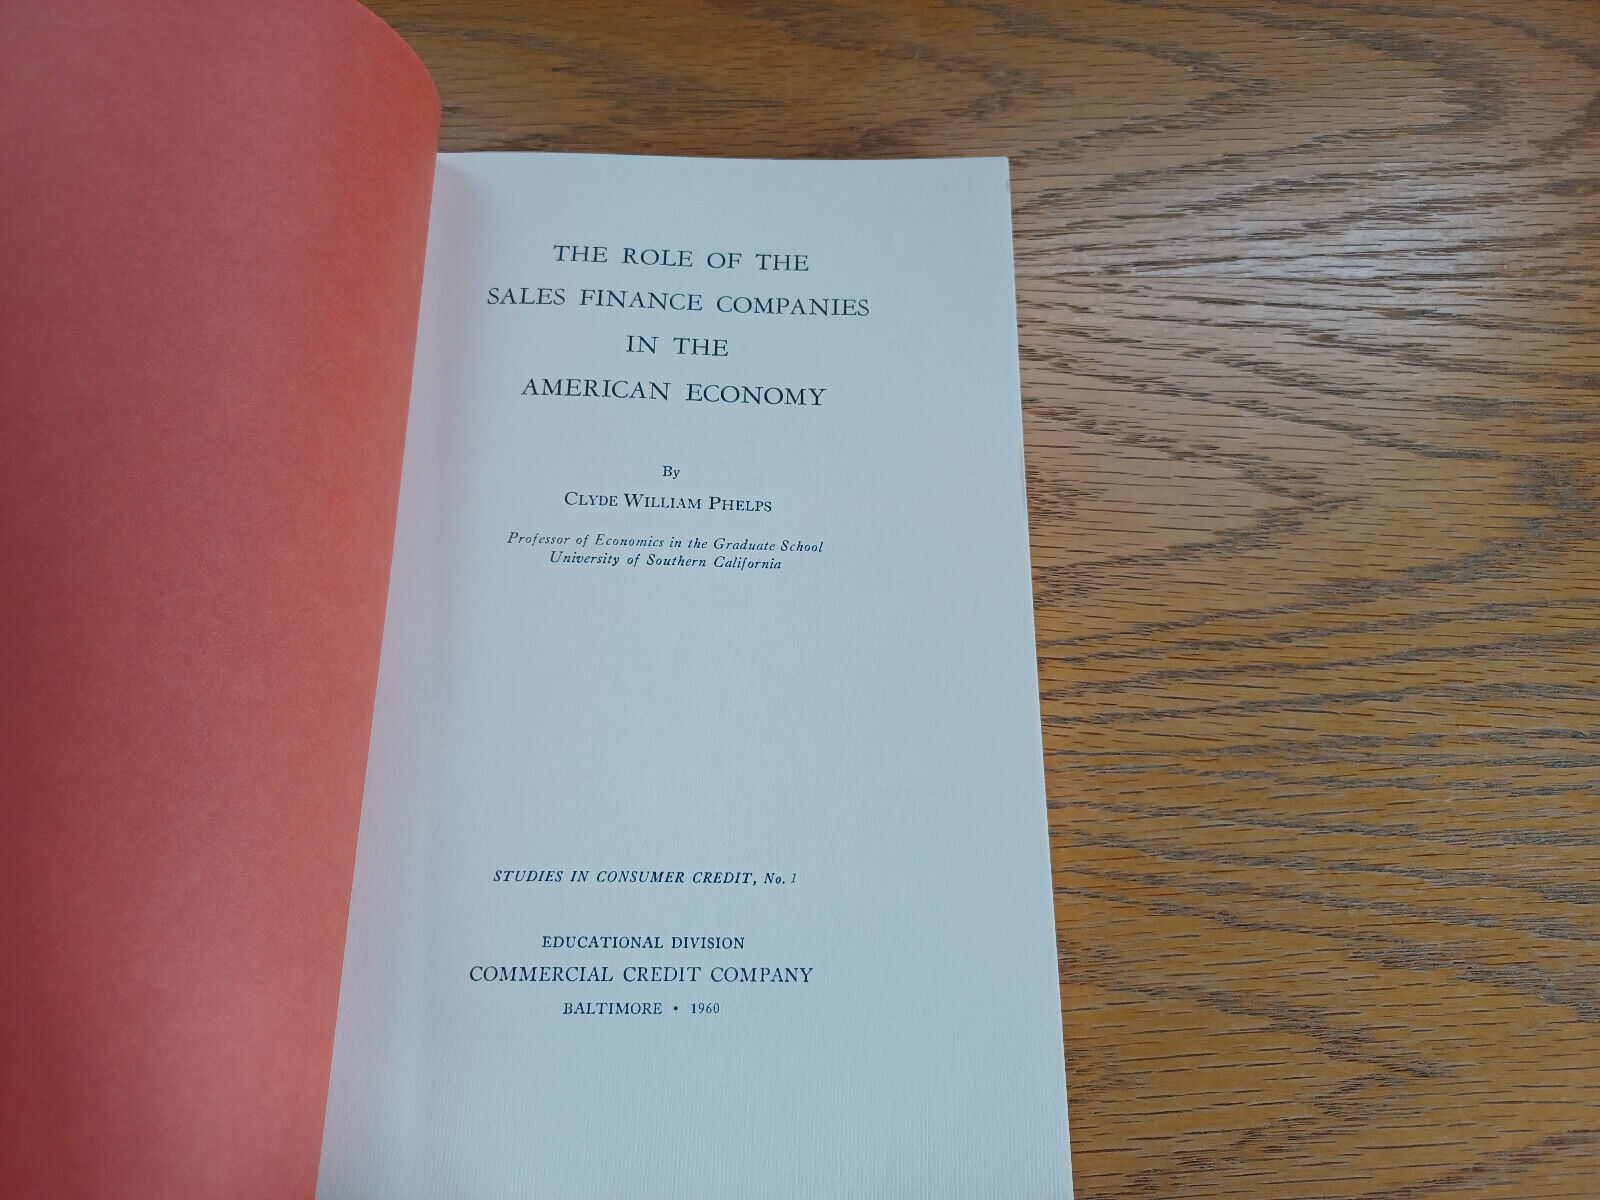 THE ROLE OF THE
SALES FINANCE COMPANIES
IN THE
AMERICAN ECONOMY
By
CLYDE WILLIAM PHELPS
Professor of Economics in the Graduate School
University of Southern California
STUDIES IN CONSUMER CREDIT, No. 1
EDUCATIONAL DIVISION
COMMERCIAL CREDIT COMPANY
BALTIMORE • 1960